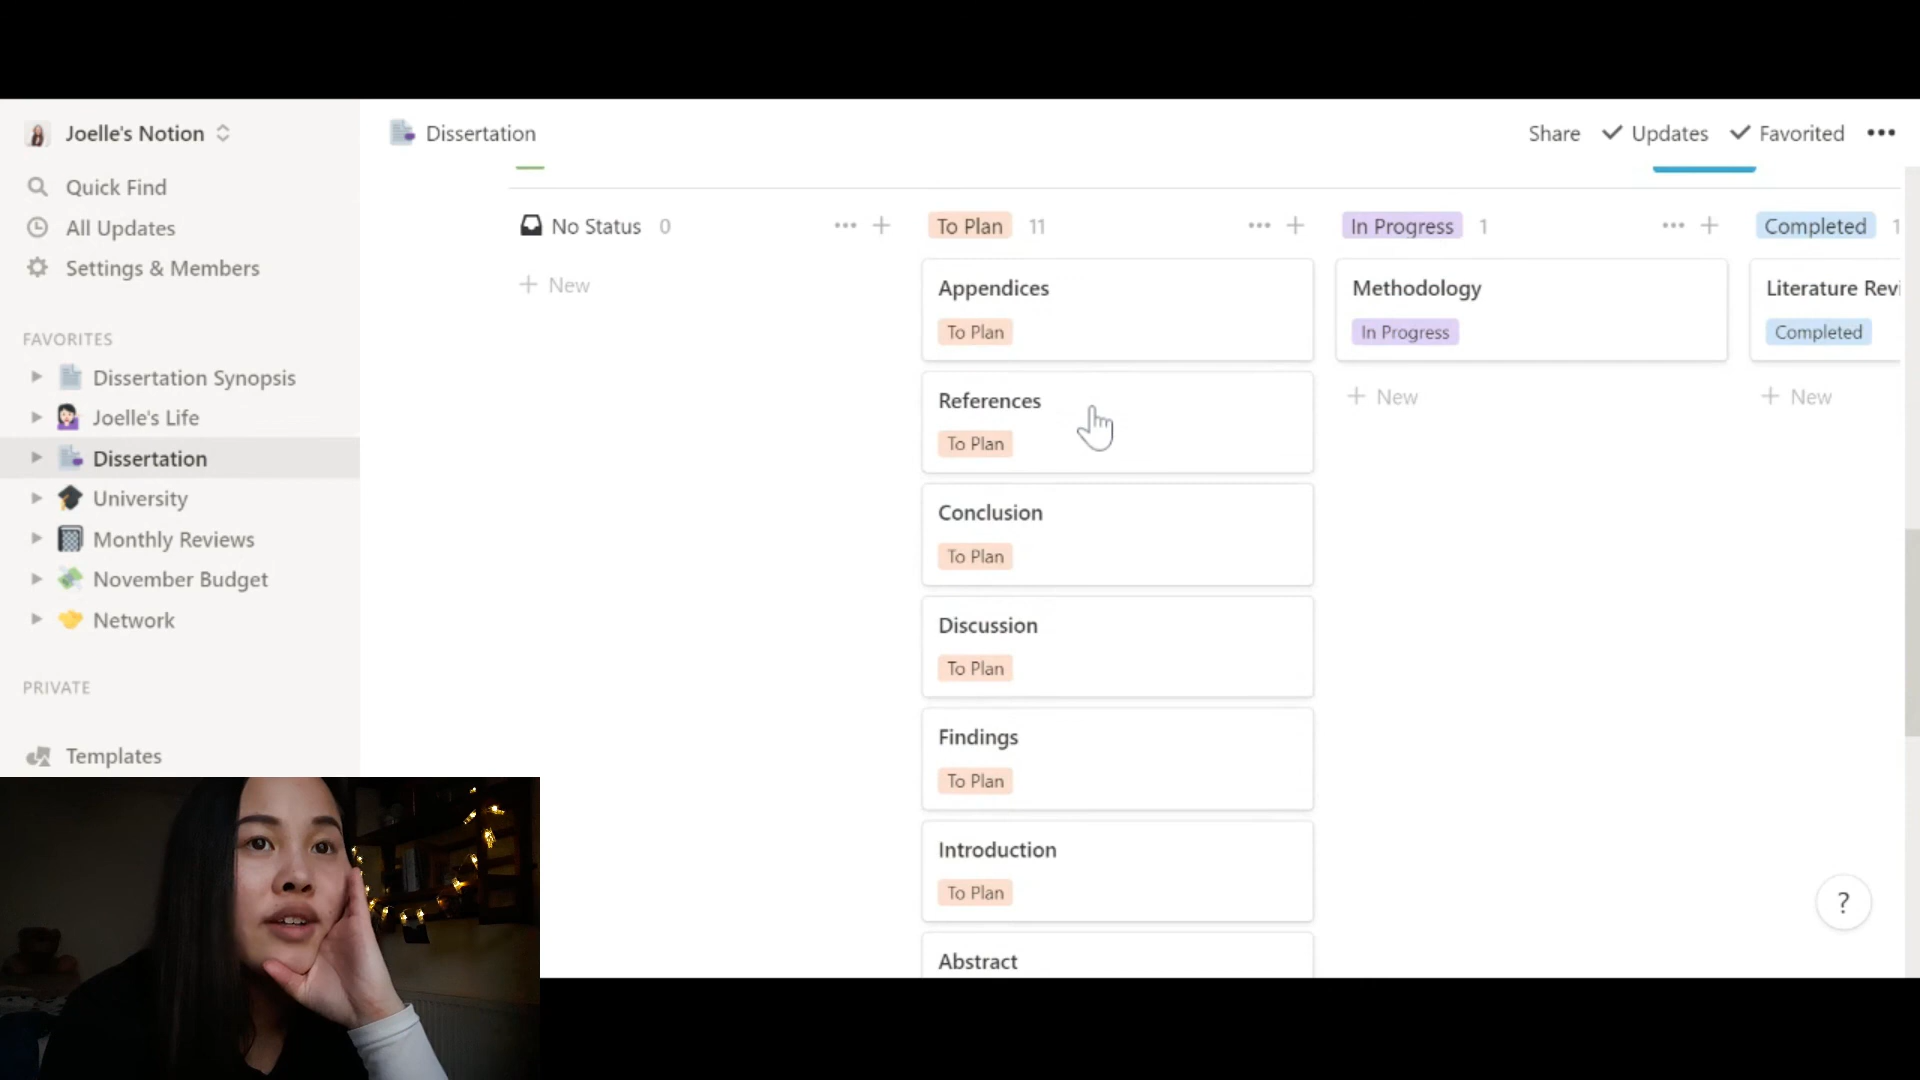 Joelle's Notion
Dissertation
Share
Updates
Favorited
Quick Find
All Updates
Settings & Members
FAVORITES
Dissertation Synopsis
Joelle's Life
Dissertation
University
Monthly Reviews
November Budget
Network
PRIVATE
Templates
No Status 0
+ New
To Plan 11
Appendices
To Plan
References
To Plan
Conclusion
To Plan
Discussion
To Plan
Findings
To Plan
Introduction
To Plan
Abstract
In Progress 1
Methodology
In Progress
+ New
Completed 1
Literature Revi
Completed
+ New
?